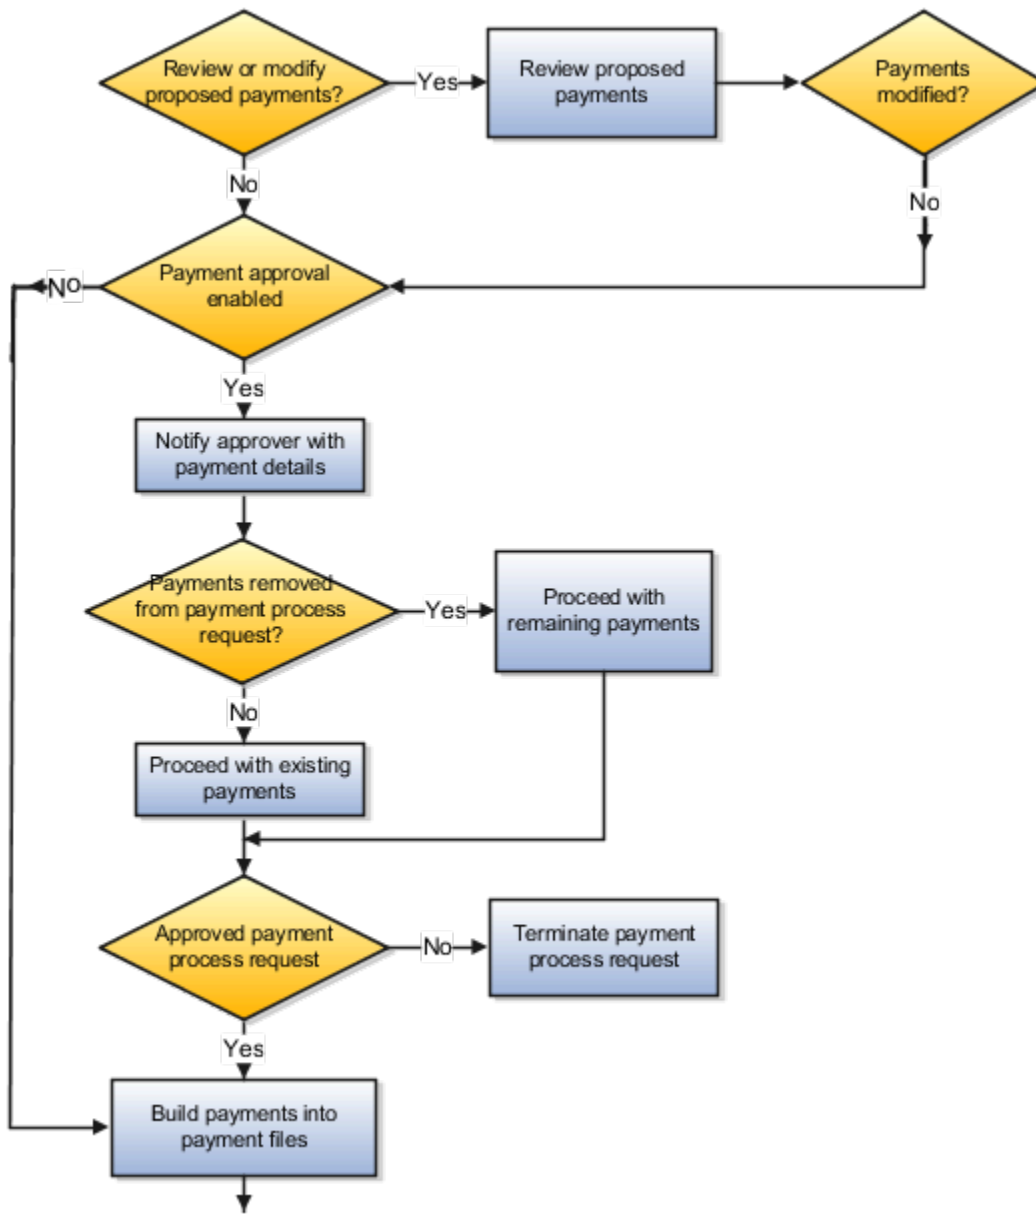 Review or modify
proposed payments?
Yes
Review proposed
payments
Payments
modified?
No
No
Payment approval
enabled
No
Yes
Notify approver with
payment details
Payments removed
from payment process
request?
Yes
Proceed with
remaining payments
No
Proceed with existing
payments
Approved payment
process request
No
Terminate payment
process request
Yes
Build payments into
payment files